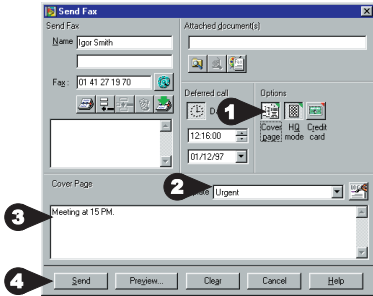 Send Fax
Send Fax
Attached document(s)
Name Igor Smith
Fax: 01 41 27 19 70
Deferred call
Options
1
12:16:00
Cover page
HQ mode
Credit card
01/12/97
Cover Page
2
Urgent
3
Meeting at 15 PM.
4
Send Preview... Clear Cancel Help